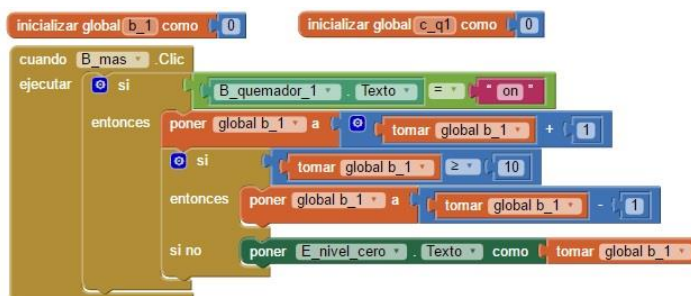 inicializar global b_1 como 0 inicializar global c_q1 como 0
cuando B_mas .Clic
ejecutar si B_quemador_1 . Texto = " on "
entonces poner global b_1 a tomar global b_1 + 1
si tomar global b_1 ≥ 10
entonces poner global b_1 a tomar global b_1 - 1
si no poner E_nivel_cero . Texto como tomar global b_1